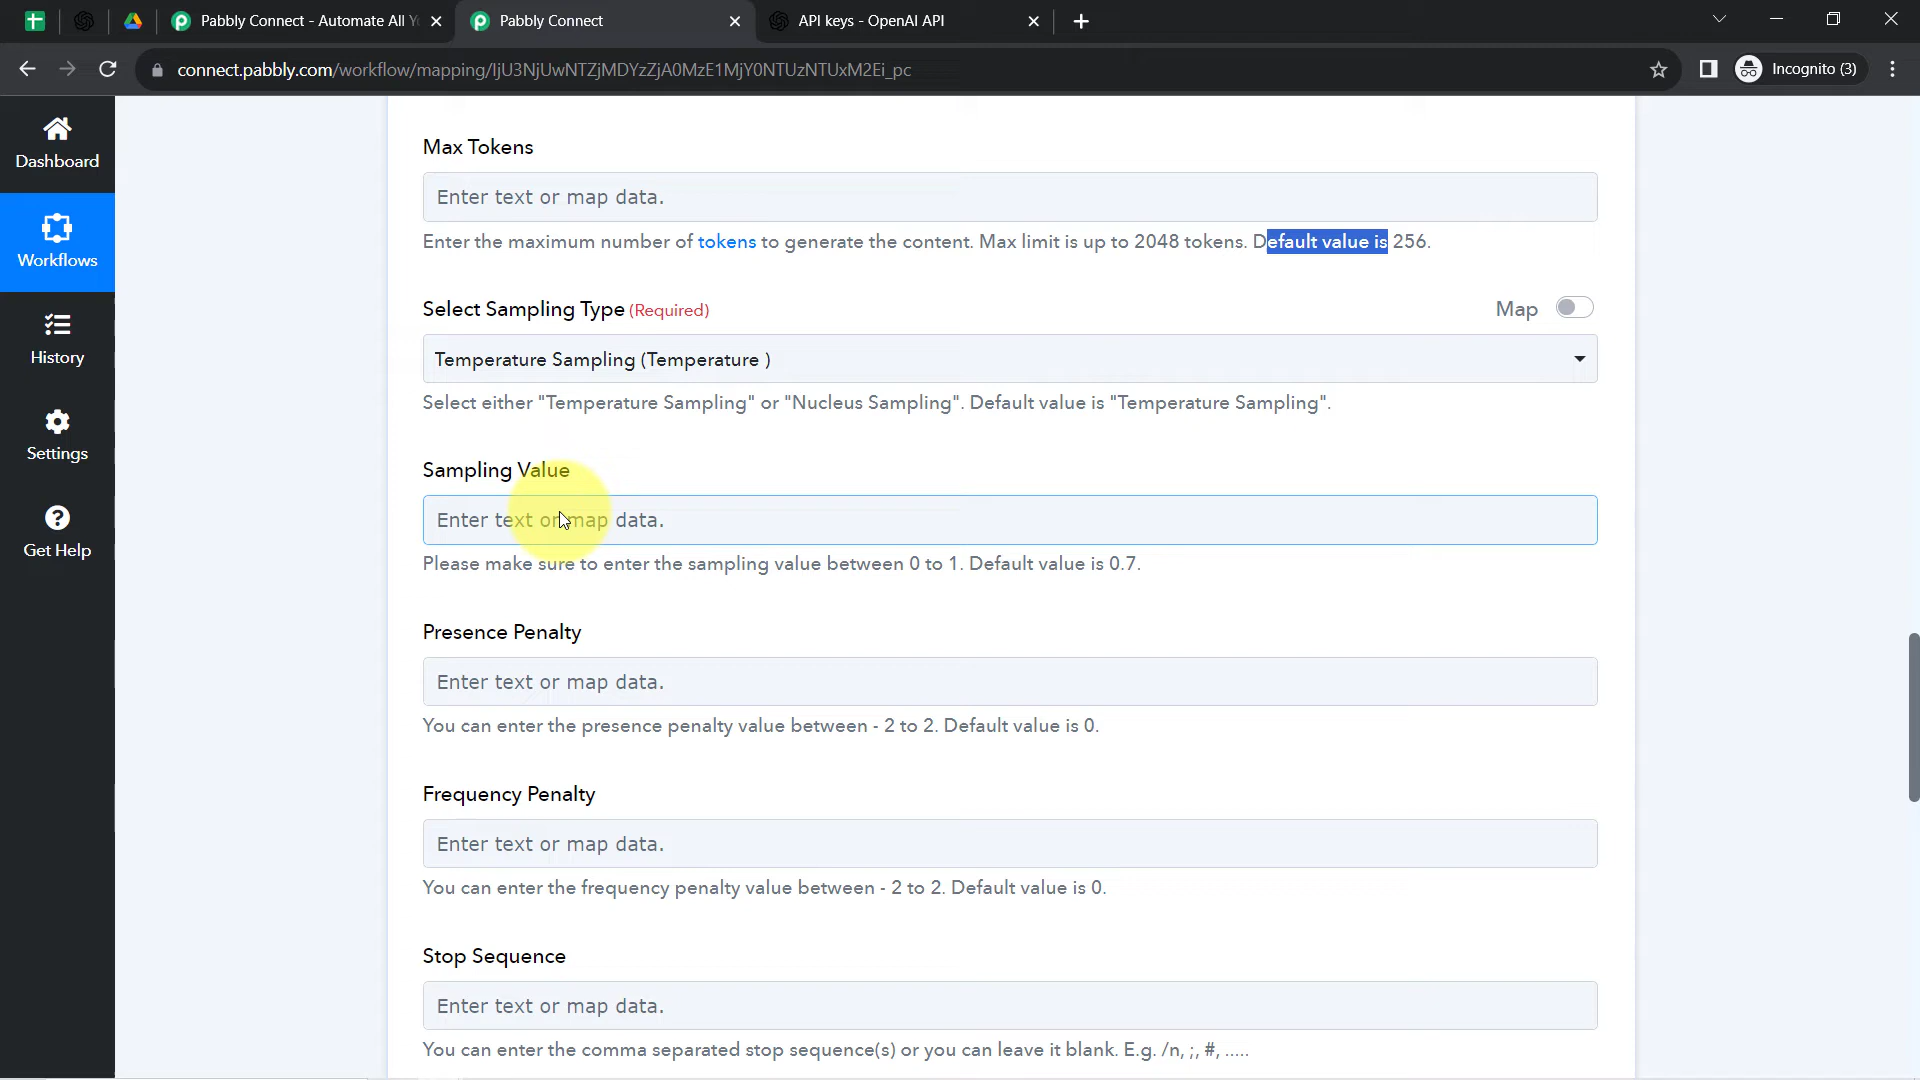 Pabbly Connect - Automate All Y
Pabbly Connect
API keys - OpenAI API
connect.pabbly.com/workflow/mapping/IjU3NjUwNTZjMDYzZjA0MzE1MjY0NTUzNTUxM2Ei_pc
Incognito (3)
Dashboard
Workflows
History
Settings
Get Help
Max Tokens
Enter text or map data.
Enter the maximum number of tokens to generate the content. Max limit is up to 2048 tokens. Default value is 256.
Select Sampling Type (Required)
Map
Temperature Sampling (Temperature )
Select either "Temperature Sampling" or "Nucleus Sampling". Default value is "Temperature Sampling".
Sampling Value
Enter text or map data.
Please make sure to enter the sampling value between 0 to 1. Default value is 0.7.
Presence Penalty
Enter text or map data.
You can enter the presence penalty value between - 2 to 2. Default value is 0.
Frequency Penalty
Enter text or map data.
You can enter the frequency penalty value between - 2 to 2. Default value is 0.
Stop Sequence
Enter text or map data.
You can enter the comma separated stop sequence(s) or you can leave it blank. E.g. /n, ;, #, .....